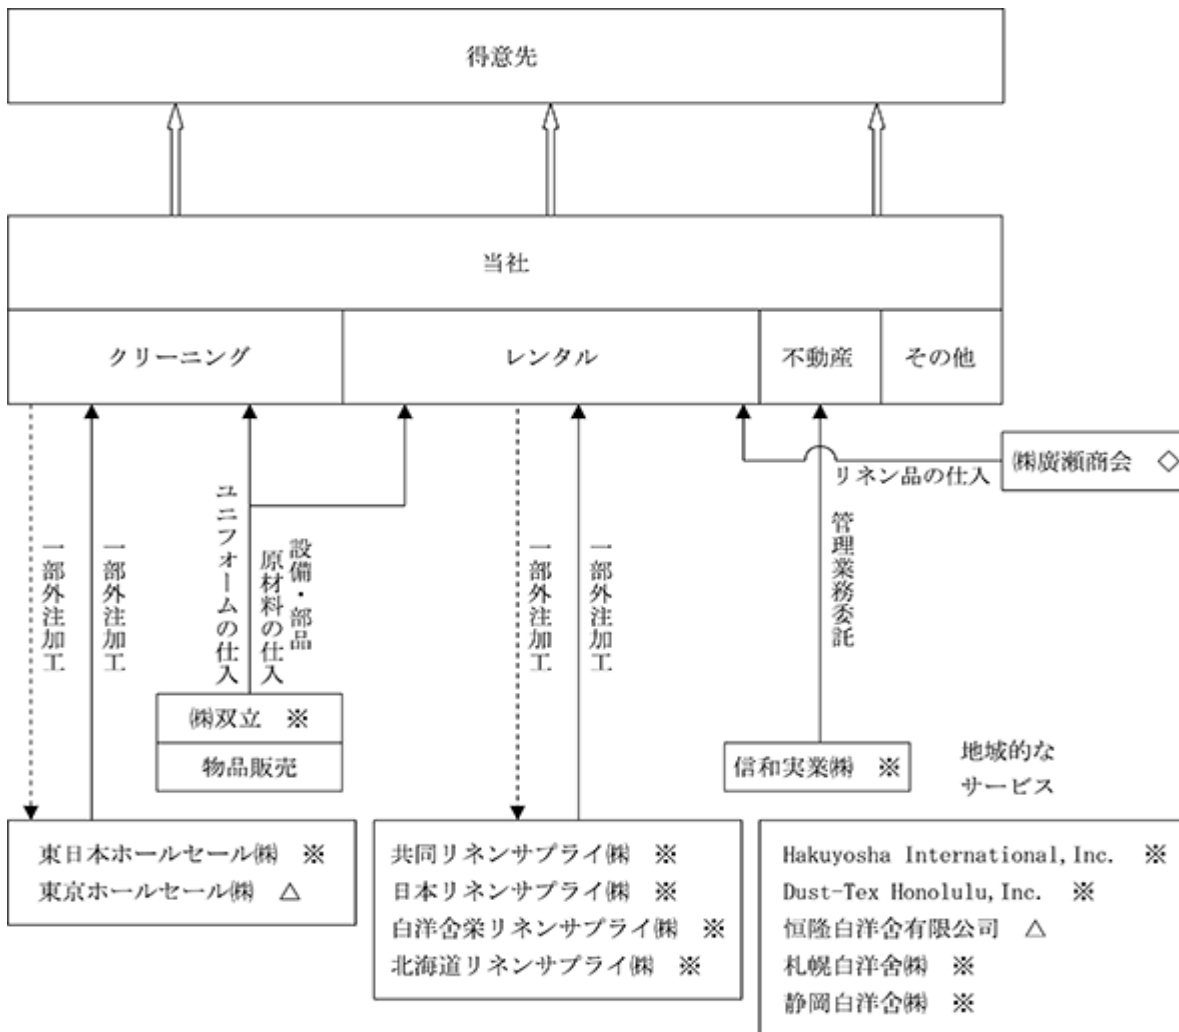 得意先
当社
クリーニング
レンタル
不動産
その他
㈱廣瀬商会 ◇
リネン品の仕入
一部外注加工
一部外注加工
ユニフォームの仕入
設備・部品
原材料の仕入
一部外注加工
一部外注加工
管理業務委託
㈱双立 ※
物品販売
信和実業㈱ ※
地域的な
サービス
東日本ホールセール㈱ ※
東京ホールセール㈱ △
共同リネンサプライ㈱ ※
日本リネンサプライ㈱ ※
白洋舍栄リネンサプライ㈱ ※
北海道リネンサプライ㈱ ※
Hakuyosha International,Inc. ※
Dust-Tex Honolulu,Inc. ※
恒隆白洋舍有限公司 △
札幌白洋舍㈱ ※
静岡白洋舍㈱ ※